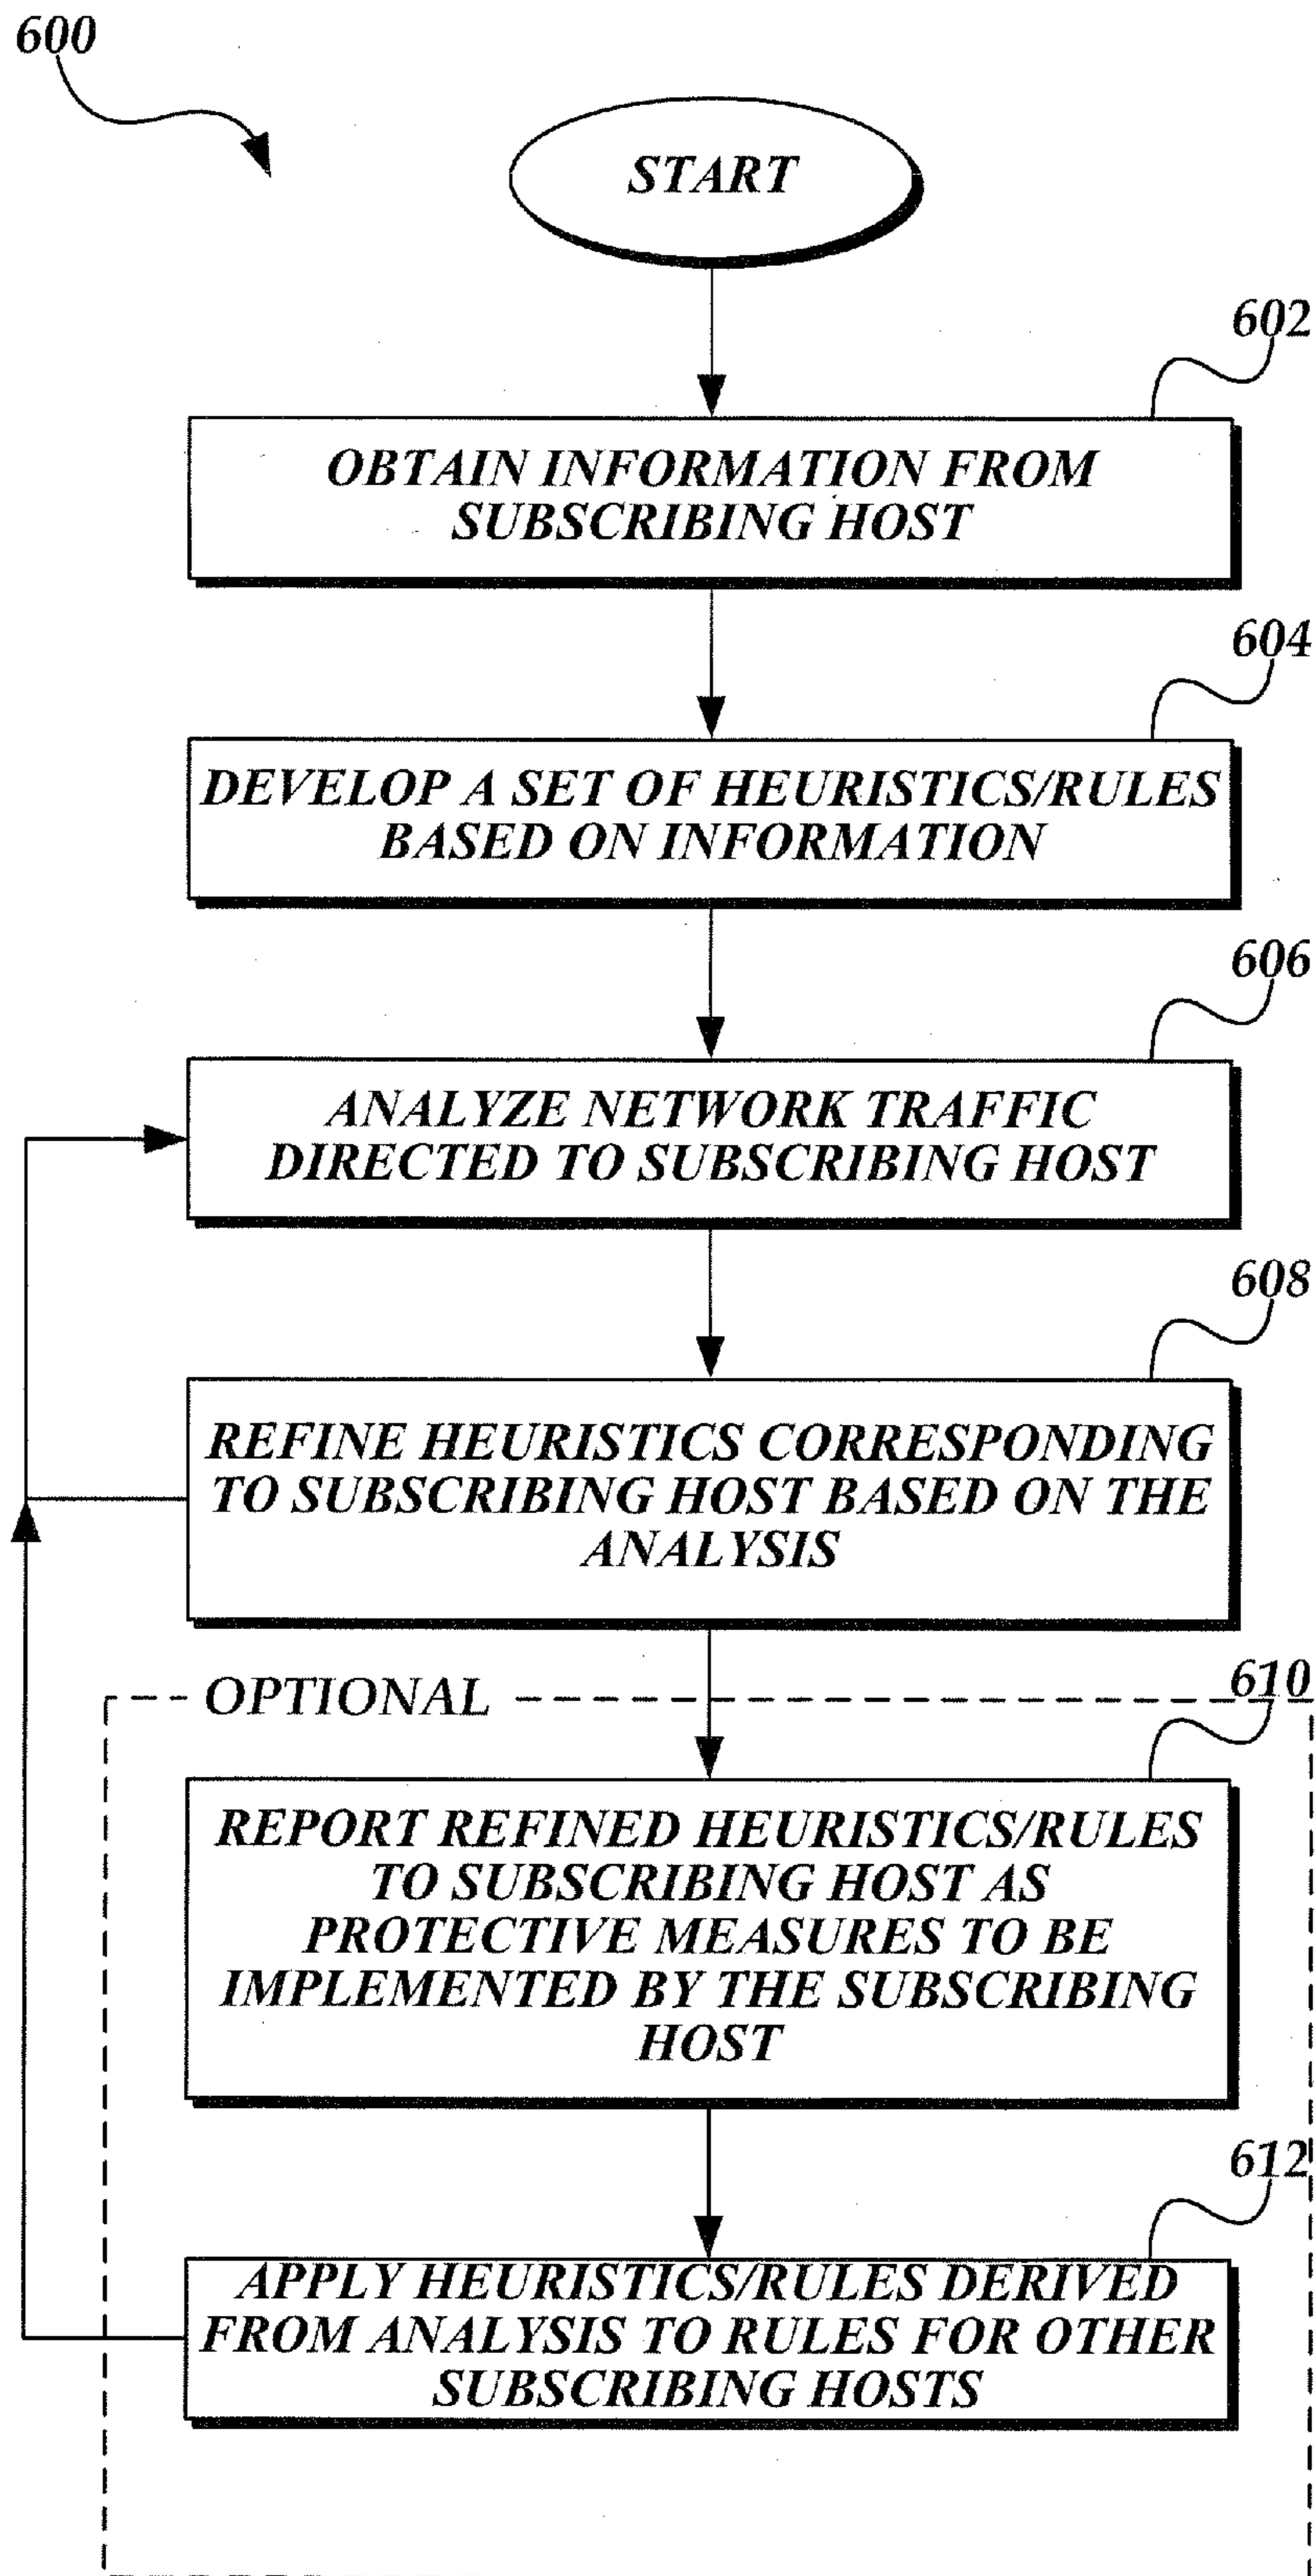 600
START
602
OBTAIN INFORMATION FROM
SUBSCRIBING HOST
604
DEVELOP A SET OF HEURISTICS/RULES
BASED ON INFORMATION
606
ANALYZE NETWORK TRAFFIC
DIRECTED TO SUBSCRIBING HOST
608
REFINE HEURISTICS CORRESPONDING
TO SUBSCRIBING HOST BASED ON THE
ANALYSIS
OPTIONAL
610
REPORT REFINED HEURISTICS/RULES
TO SUBSCRIBING HOST AS
PROTECTIVE MEASURES TO BE
IMPLEMENTED BY THE SUBSCRIBING
HOST
612
APPLY HEURISTICS/RULES DERIVED
FROM ANALYSIS TO RULES FOR OTHER
SUBSCRIBING HOSTS